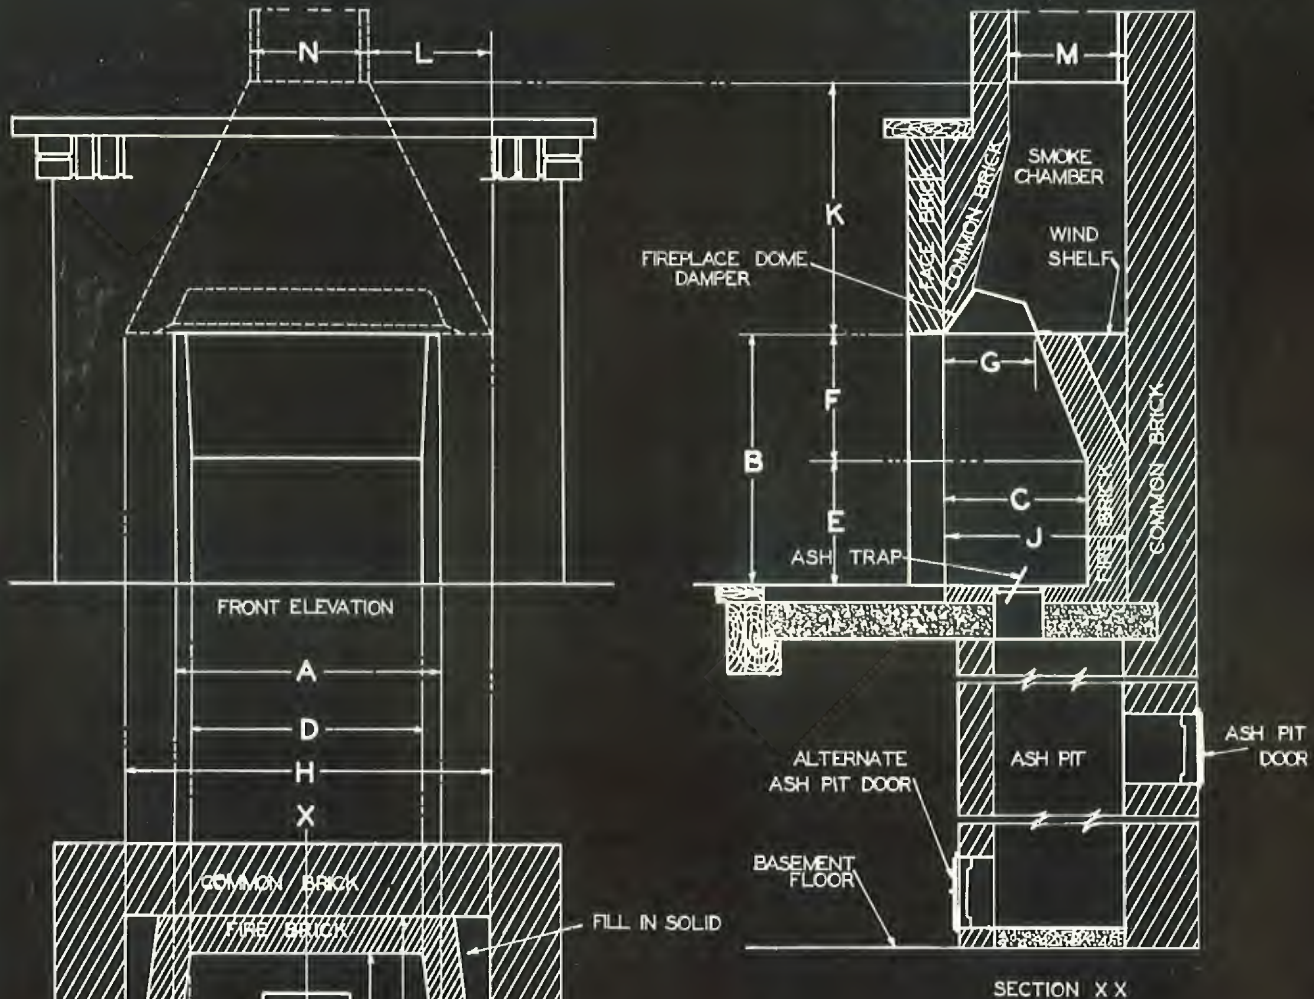 N
L
M
SMOKE
CHAMBER
FACE BRICK
COMMON BRICK
K
WIND
SHELF
FIREPLACE DOME
DAMPER
G
F
B
C
E
J
FIRE BRICK
COMMON BRICK
ASH TRAP
FRONT ELEVATION
A
D
H
X
ALTERNATE
ASH PIT DOOR
ASH PIT
ASH PIT
DOOR
BASEMENT
FLOOR
COMMON BRICK
FIRE BRICK
FILL IN SOLID
SECTION X X